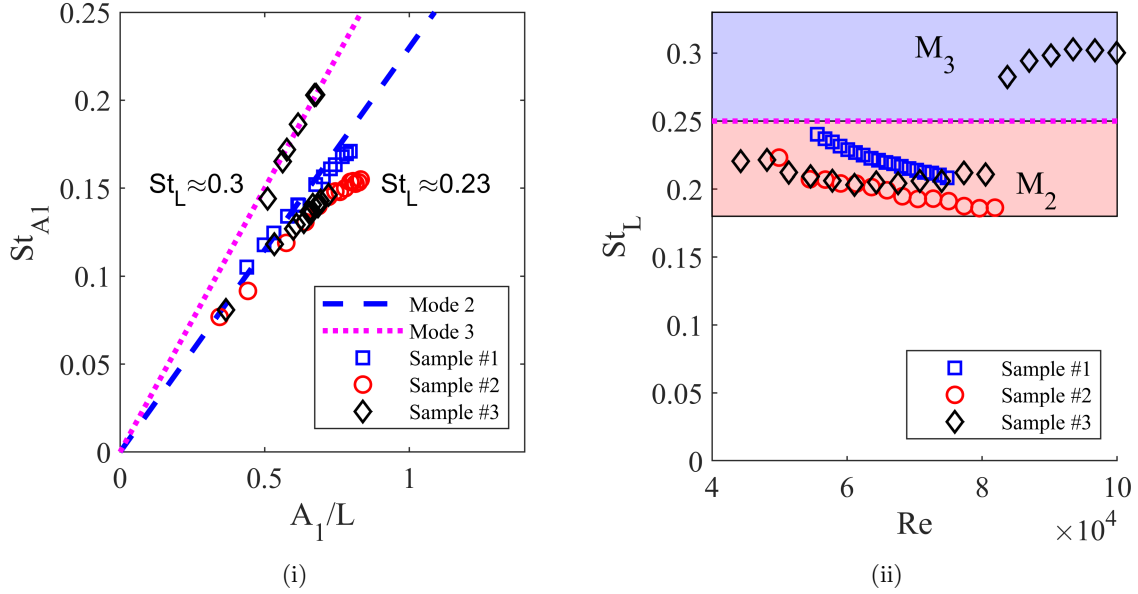 0.25
0.2
0.15
0.1
0.05
0
St_A1
St_L≈0.3
St_L≈0.23
Mode 2
Mode 3
Sample #1
Sample #2
Sample #3
0
0.5
1
A_1/L
(i)
0.3
0.25
0.2
0.15
0.1
0.05
0
St_L
M_3
M_2
Sample #1
Sample #2
Sample #3
4
6
8
10
Re
×10^4
(ii)